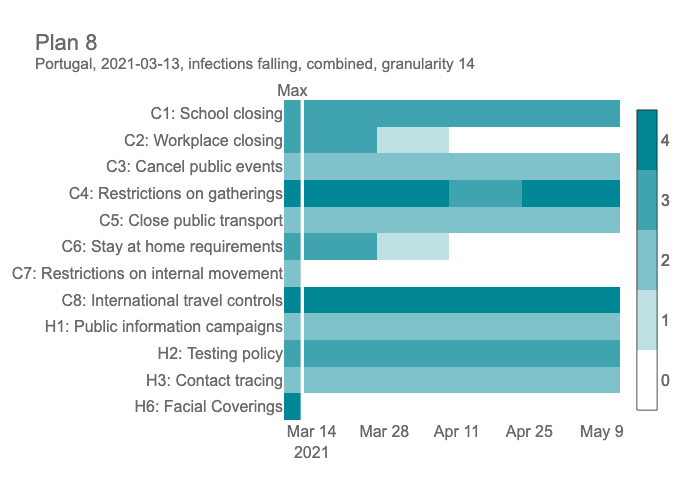 Plan 8
Portugal, 2021-03-13, infections falling, combined, granularity 14
Max
C1: School closing
C2: Workplace closing
C3: Cancel public events
C4: Restrictions on gatherings
C5: Close public transport
C6: Stay at home requirements
C7: Restrictions on internal movement
C8: International travel controls
H1: Public information campaigns
H2: Testing policy
H3: Contact tracing
H6: Facial Coverings
Mar 14
2021
Mar 28
Apr 11
Apr 25
May 9
4
3
2
1
0